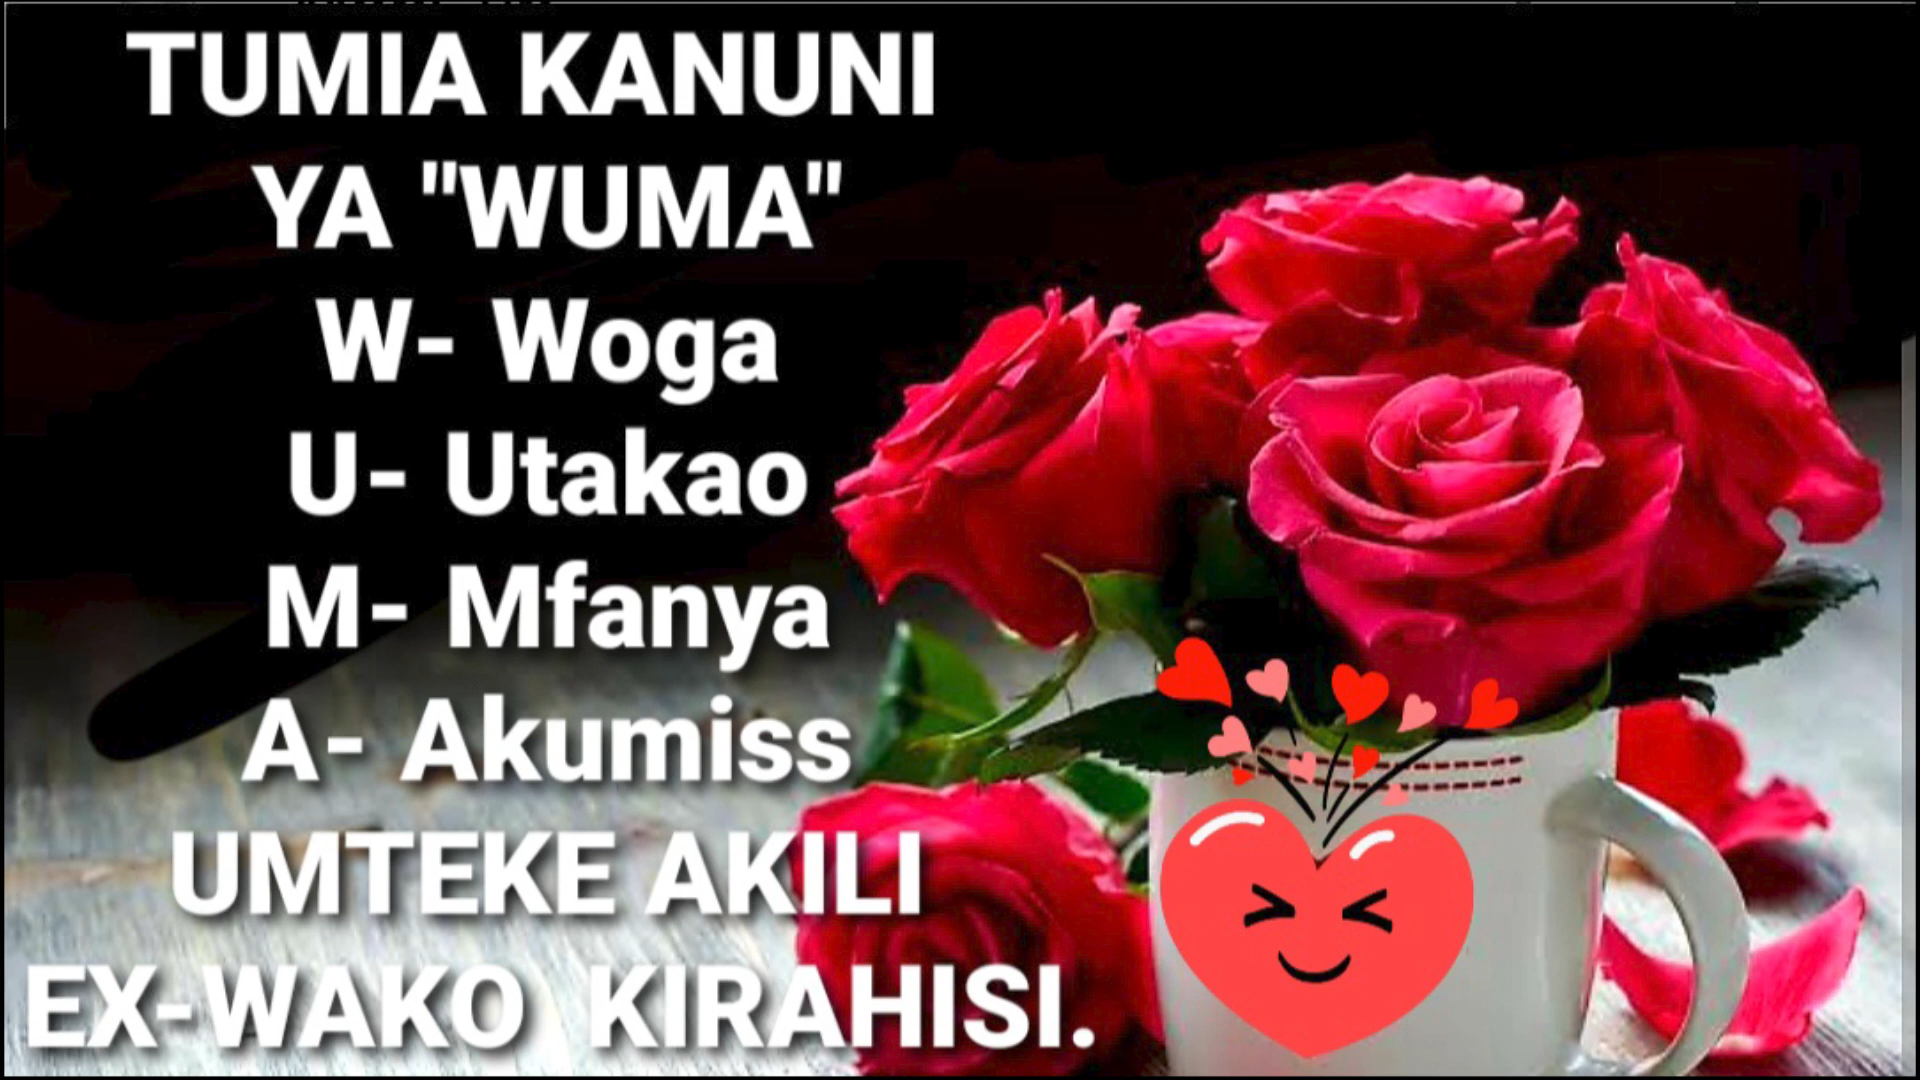 TUMIA KANUNI
YA "WUMA"
W- Woga
U- Utakao
M- Mfanya
A- Akumiss
UMTEKE AKILI
EX-WAKO KIRAHISI.